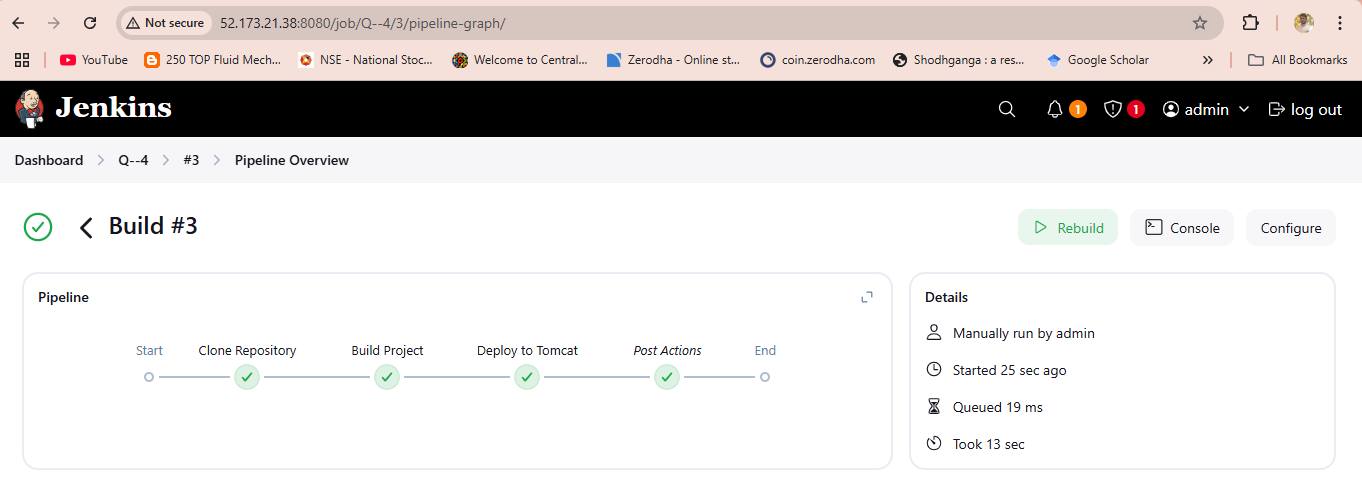 Not secure 52.173.21.38:8080/job/Q--4/3/pipeline-graph/
YouTube 250 TOP Fluid Mech... NSE - National Stoc... Welcome to Central... Zerodha - Online st... coin.zerodha.com Shodhganga : a res... Google Scholar » All Bookmarks
Jenkins 1 1 admin log out
Dashboard Q--4 #3 Pipeline Overview
Build #3 Rebuild Console Configure
Pipeline
Start Clone Repository Build Project Deploy to Tomcat Post Actions End
Details
Manually run by admin
Started 25 sec ago
Queued 19 ms
Took 13 sec